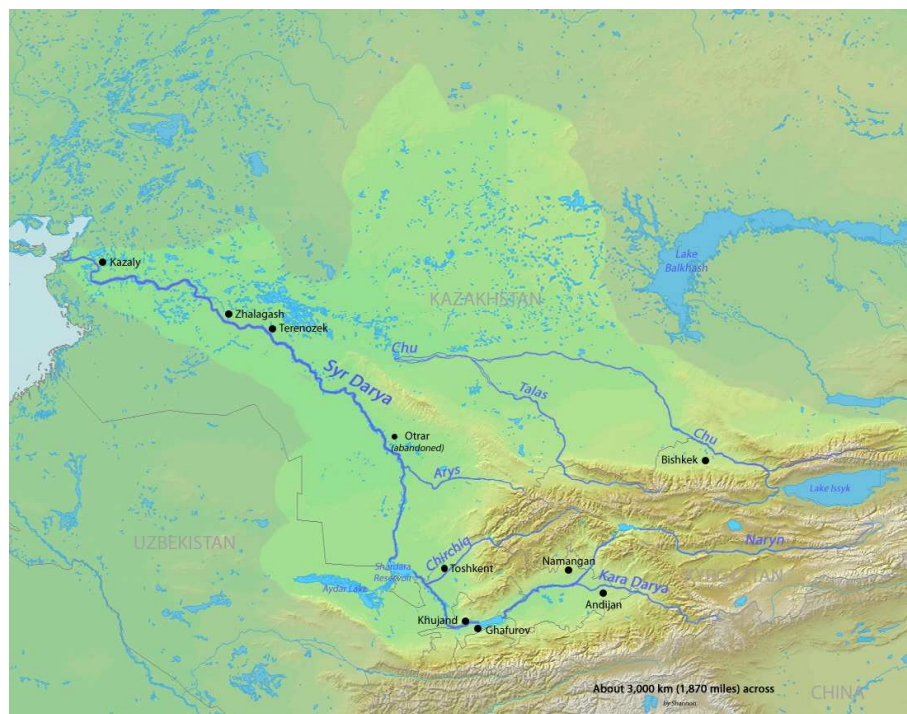 Kazaly
Lake
Balkhash
KAZAKHSTAN
Zhalagash
Terenozek
Chu
Syr Darya
Talas
Otrar
(abandoned)
Chu
Bishkek
Arys
Lake Issyk
UZBEKISTAN
Chirchiq
Naryn
Shardara
Reservoir
Toshkent
Namangan
Aydar Lake
Kara Darya
Andijan
Khujand
Ghafurov
About 3,000 km (1,870 miles) across
by Shannon
CHINA